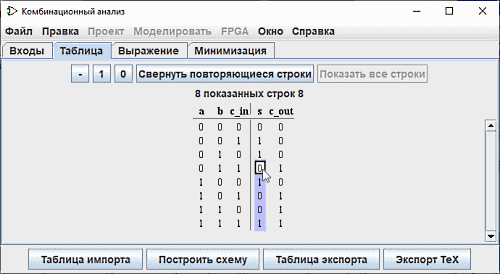 Комбинационный анализ
Файл Правка Проект Моделировать FPGA Окно Справка
Входы Таблица Выражение Минимизация
- 1 0 Свернуть повторяющиеся строки Показать все строки
8 показанных строк 8
a b c_in s c_out
0 0 0 0 0
0 0 1 1 0
0 1 0 1 0
0 1 1 0 1
1 0 0 1 0
1 0 1 0 1
1 1 0 0 1
1 1 1 1 1
Таблица импорта Построить схему Таблица экспорта Экспорт TeX